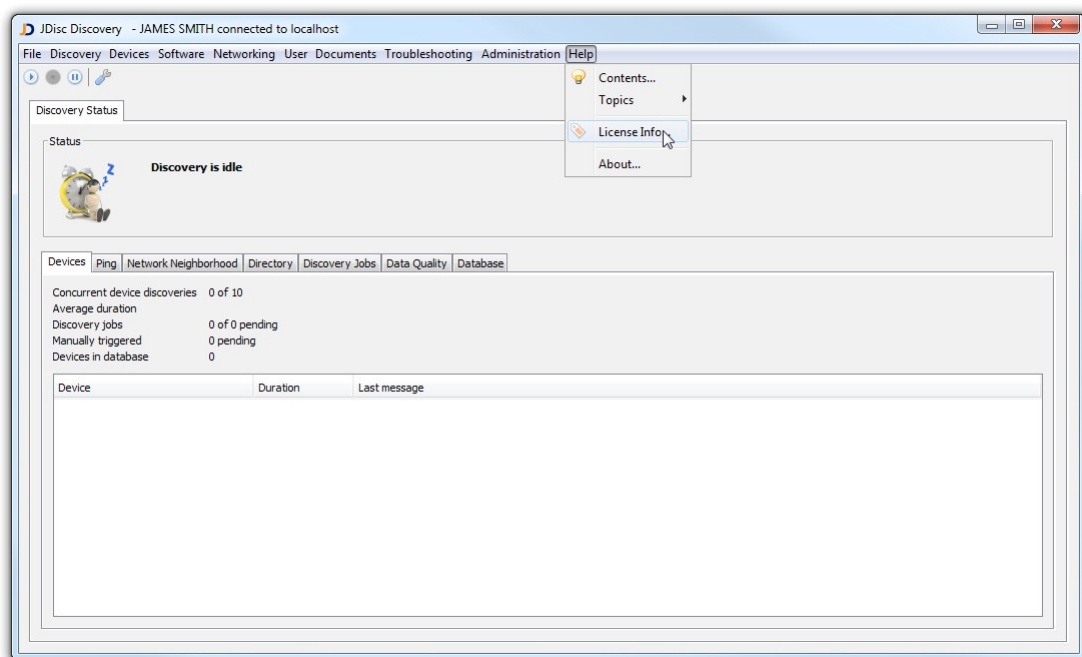 JDisc Discovery - JAMES SMITH connected to localhost
File Discovery Devices Software Networking User Documents Troubleshooting Administration Help
Contents...
Topics
License Info...
About...
Discovery Status
Status
z
z
z
Discovery is idle
Devices Ping Network Neighborhood Directory Discovery Jobs Data Quality Database
Concurrent device discoveries 0 of 10
Average duration
Discovery jobs 0 of 0 pending
Manually triggered 0 pending
Devices in database 0
Device Duration Last message